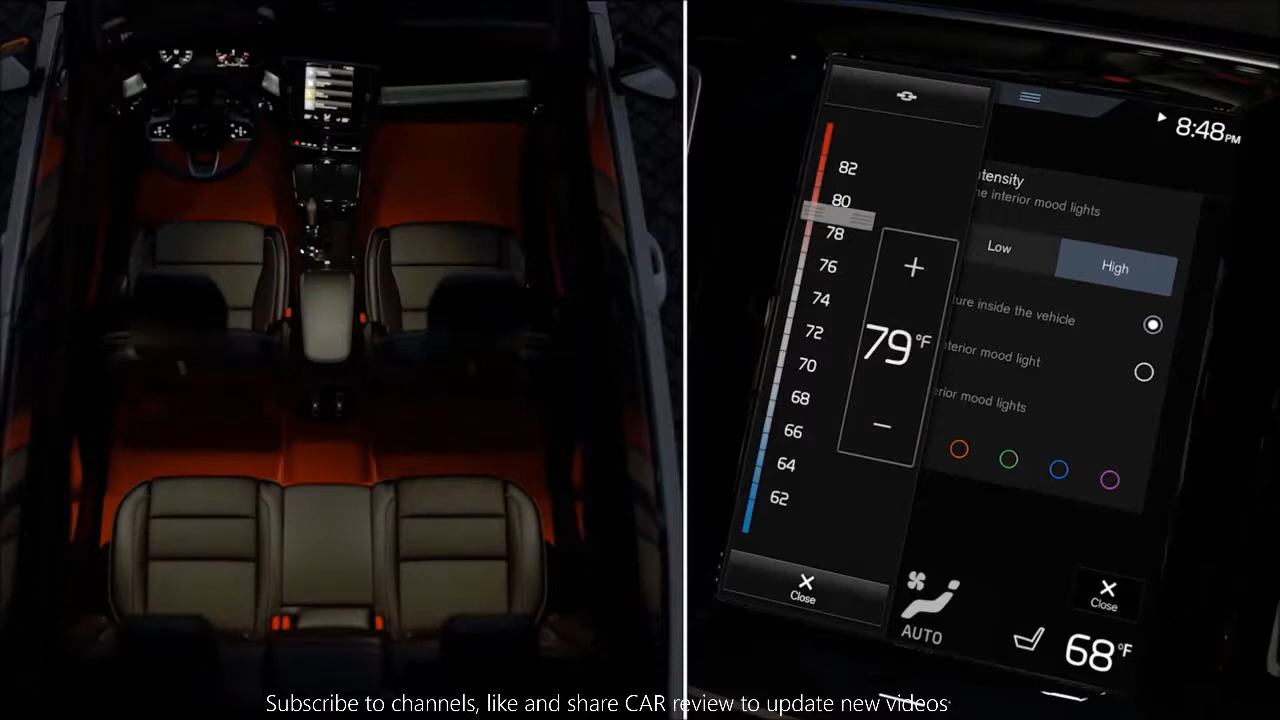 8:48PM
82
80
78
76
74
72
70
68
66
64
62
79°F
ntensity
he interior mood lights
Low
High
ture inside the vehicle
nterior mood light
erior mood lights
Close
AUTO
Close
68°F
Subscribe to channels, like and share CAR review to update new videos